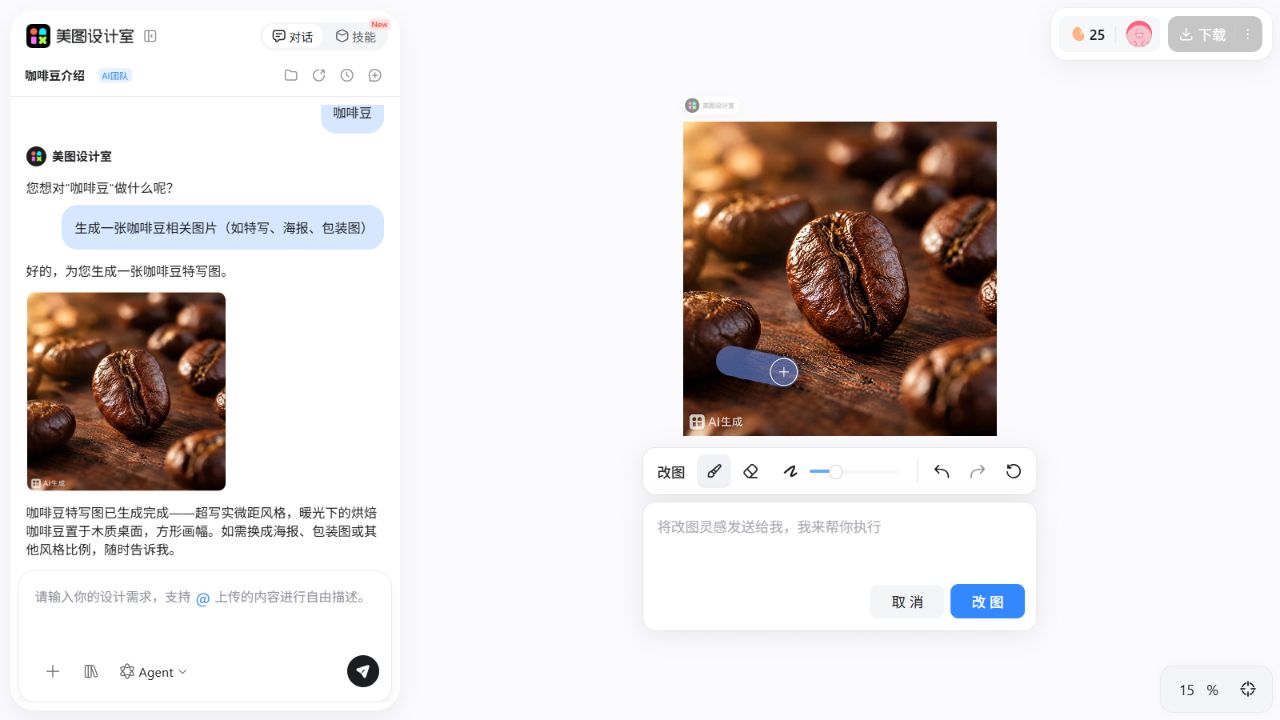 美图设计室
对话
技能
New
咖啡豆介绍
AI团队
咖啡豆
美图设计室
您想对"咖啡豆"做什么呢?
生成一张咖啡豆相关图片（如特写、海报、包装图）
好的，为您生成一张咖啡豆特写图。
AI生成
咖啡豆特写图已生成完成——超写实微距风格，暖光下的烘焙
咖啡豆置于木质桌面，方形画幅。如需换成海报、包装图或其
他风格比例，随时告诉我。
请输入你的设计需求，支持 @ 上传的内容进行自由描述。
Agent
25
下载
美图设计室
AI生成
改图
将改图灵感发送给我，我来帮你执行
取消
改图
15 %